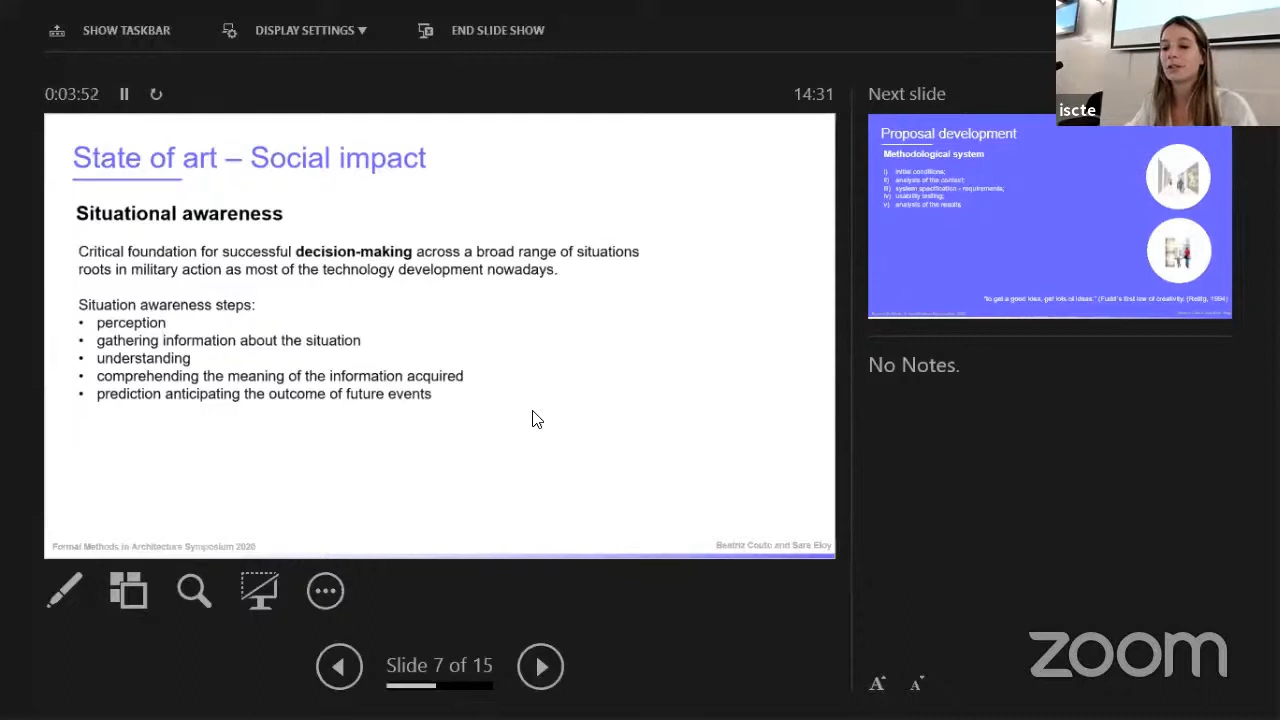 SHOW TASKBAR
DISPLAY SETTINGS ▼
END SLIDE SHOW
0:03:52
14:31
Next slide
iscte
State of art – Social impact
Situational awareness
Critical foundation for successful decision-making across a broad range of situations
roots in military action as most of the technology development nowadays.
Situation awareness steps:
• perception
• gathering information about the situation
• understanding
• comprehending the meaning of the information acquired
• prediction anticipating the outcome of future events
Formal Methods in Architecture Symposium 2020
Beatriz Couto and Sara Eloy
Proposal development
Methodological system
i) initial conditions;
ii) analysis of the context;
iii) system specification - requirements;
iv) usability testing;
v) analysis of the results
"to get a good idea, get lots of ideas." (Fudd's first law of creativity. (Rettig, 1994)
No Notes.
Slide 7 of 15
A A
zoom